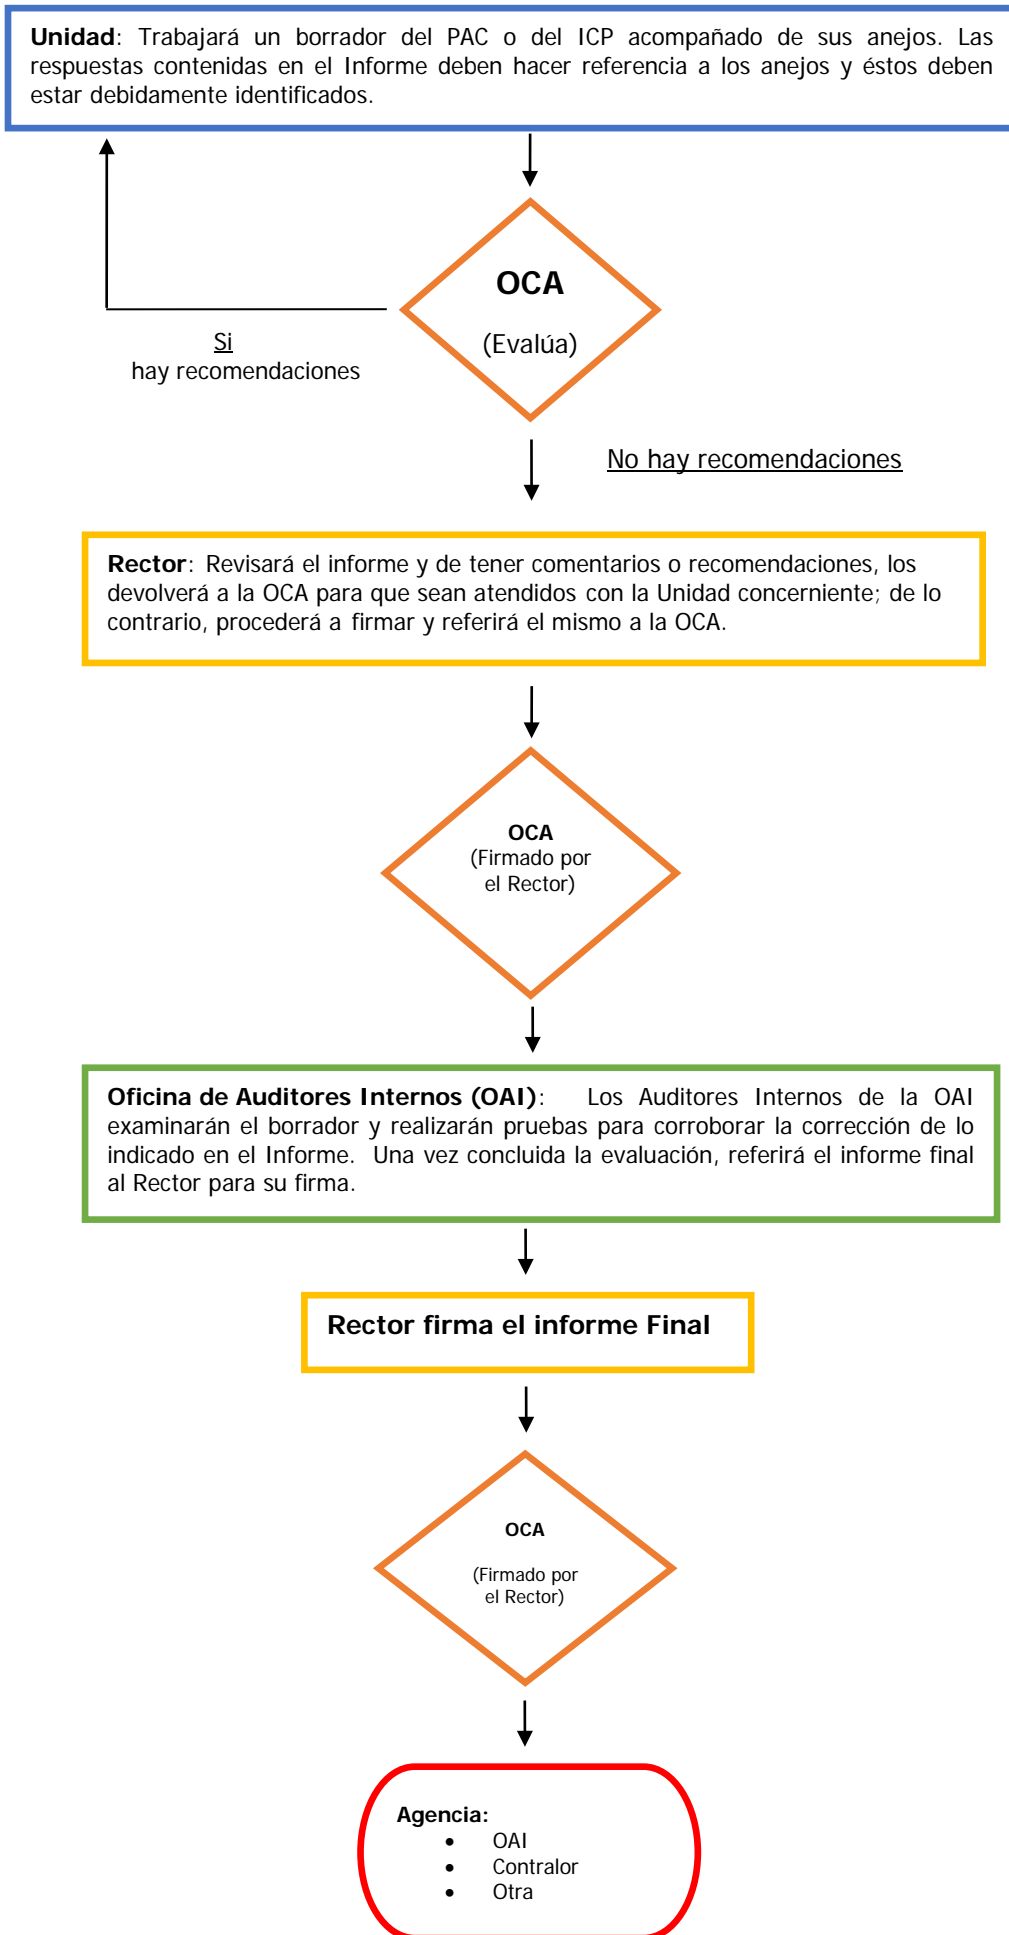 Unidad: Trabajará un borrador del PAC o del ICP acompañado de sus anejos. Las
respuestas contenidas en el Informe deben hacer referencia a los anejos y éstos deben
estar debidamente identificados.
OCA
(Evalúa)
Si
hay recomendaciones
No hay recomendaciones
Rector: Revisará el informe y de tener comentarios o recomendaciones, los
devolverá a la OCA para que sean atendidos con la Unidad concerniente; de lo
contrario, procederá a firmar y referirá el mismo a la OCA.
OCA
(Firmado por
el Rector)
Oficina de Auditores Internos (OAI): Los Auditores Internos de la OAI
examinarán el borrador y realizarán pruebas para corroborar la corrección de lo
indicado en el Informe. Una vez concluida la evaluación, referirá el informe final
al Rector para su firma.
Rector firma el informe Final
OCA
(Firmado por
el Rector)
Agencia:
• OAI
• Contralor
• Otra